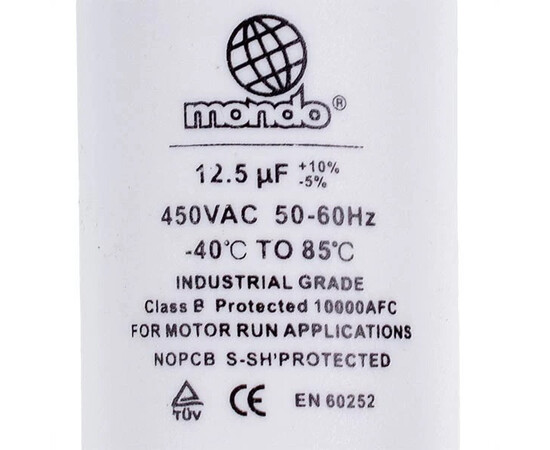 mondo®
12.5 µF +10% -5%
450VAC 50-60Hz
-40℃ TO 85℃
INDUSTRIAL GRADE
Class B Protected 10000AFC
FOR MOTOR RUN APPLICATIONS
NOPCB S-SH'PROTECTED
TÜV CE EN 60252